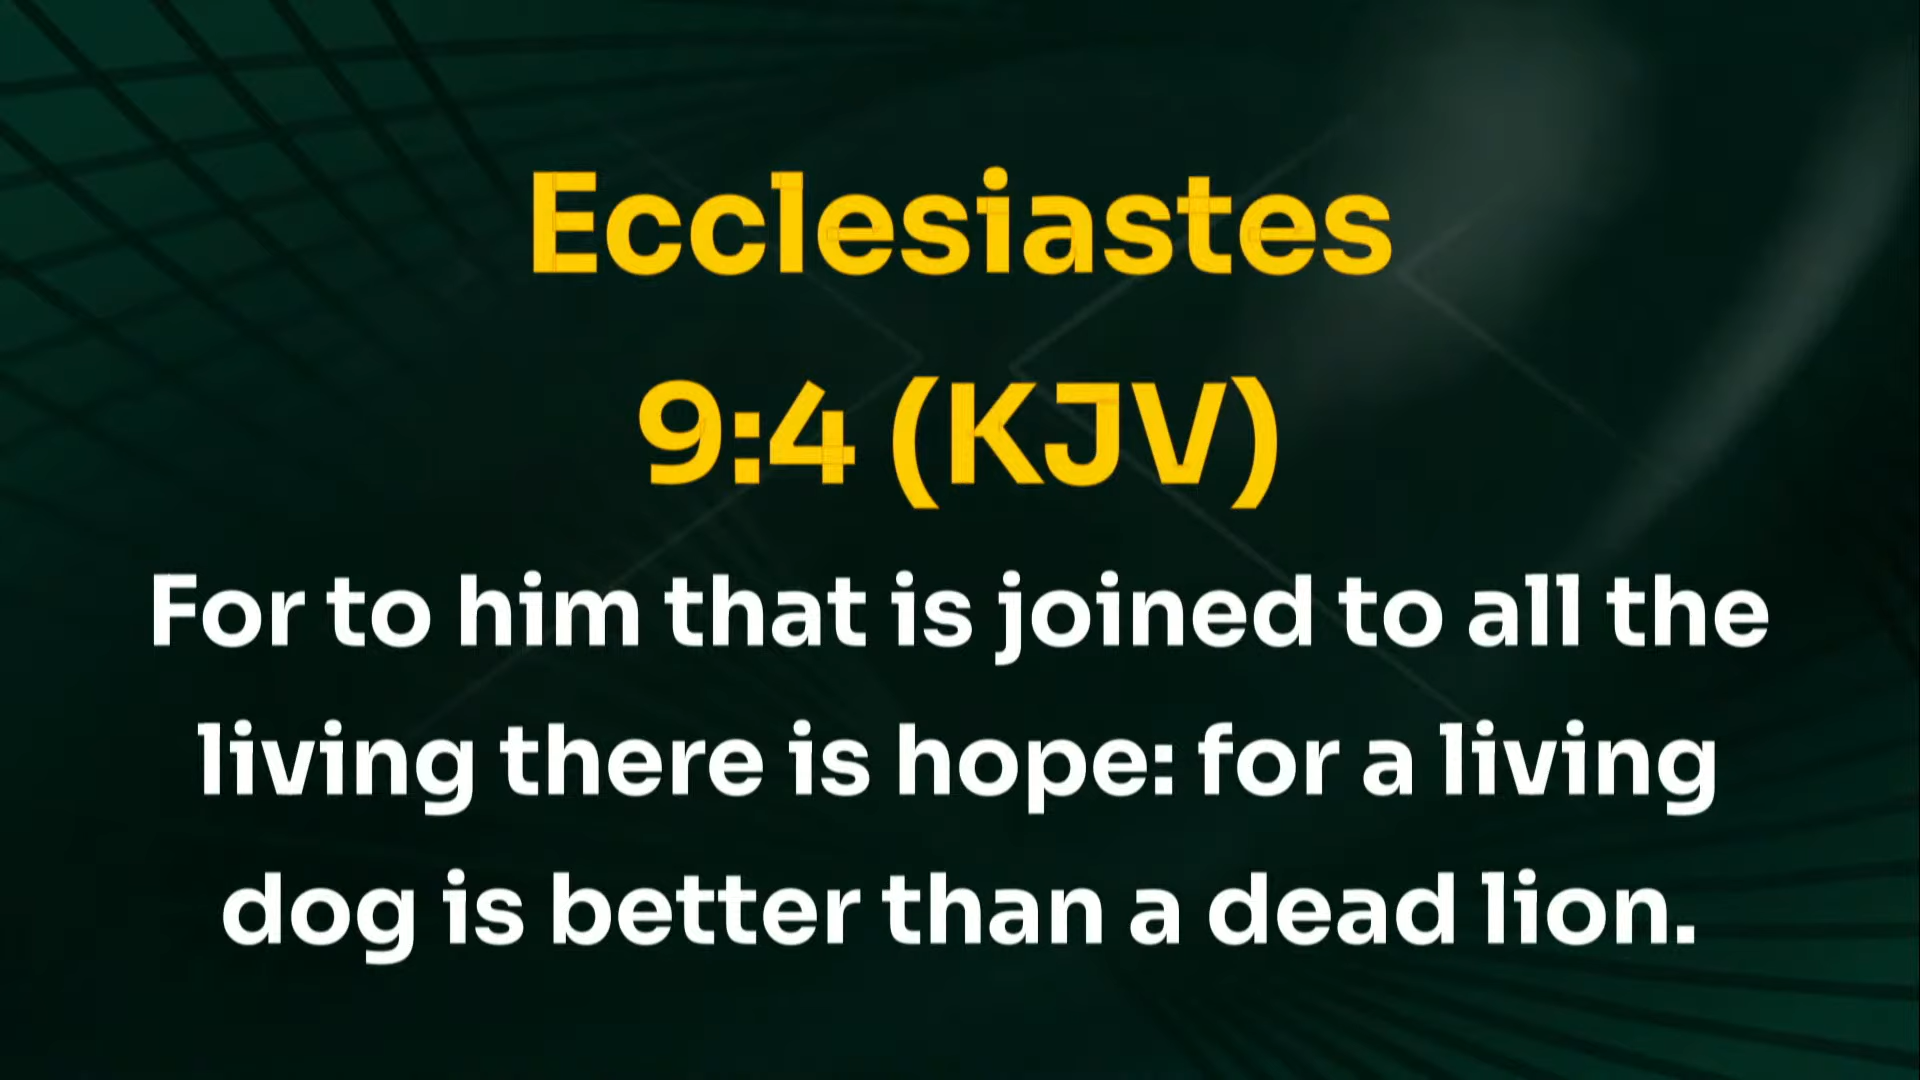 Ecclesiastes
9:4 (KJV)
For to him that is joined to all the
living there is hope: for a living
dog is better than a dead lion.